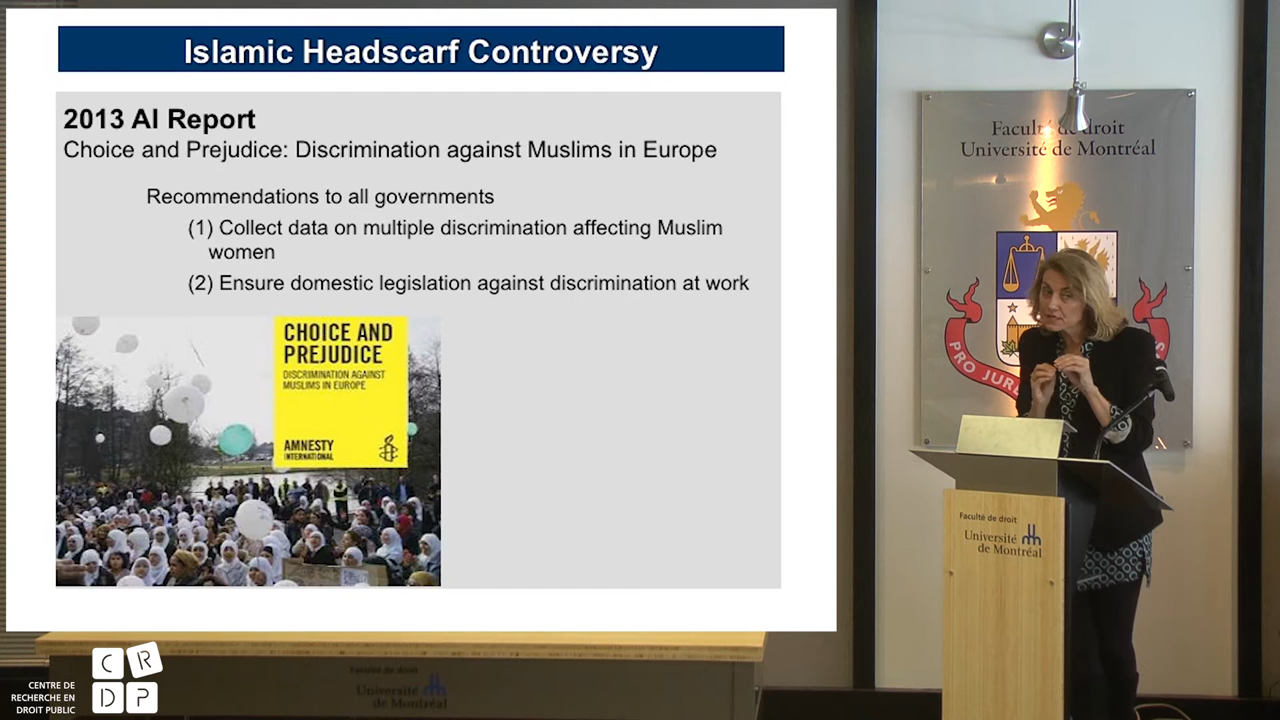 Islamic Headscarf Controversy
2013 AI Report
Choice and Prejudice: Discrimination against Muslims in Europe
Recommendations to all governments
(1) Collect data on multiple discrimination affecting Muslim
women
(2) Ensure domestic legislation against discrimination at work
CHOICE AND
PREJUDICE
DISCRIMINATION AGAINST
MUSLIMS IN EUROPE
AMNESTY
INTERNATIONAL
Faculté de droit
Université de Montréal
PRO JUR
Faculté de droit
Université
de Montréal
Faculté de droit
Université
de Montréal
CRDP
CENTRE DE
RECHERCHE EN
DROIT PUBLIC